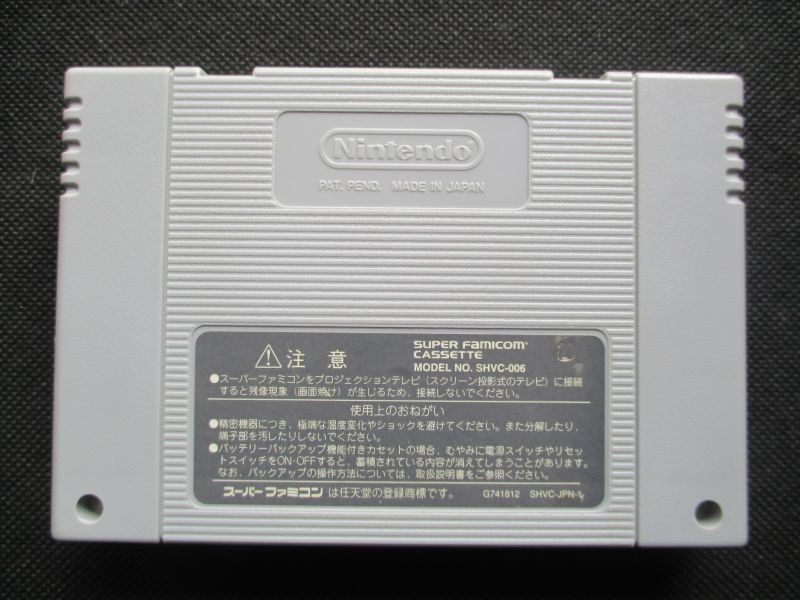 Nintendo
PAT. PEND. MADE IN JAPAN
⚠注意
SUPER FAMICOM
CASSETTE
MODEL NO. SHVC-006
●スーパーファミコンをプロジェクションテレビ(スクリーン投影式のテレビ)に接続
すると残像現象(画面焼け)が生じるため、接続しないでください。
使用上のおねがい
●精密機器につき、極端な温度変化やショックを避けてください。また分解したり、
端子部を汚したりしないでください。
●バッテリーバックアップ機能付きカセットの場合、むやみに電源スイッチやリセッ
トスイッチをON・OFFすると、蓄積されている内容が消えてしまうことがあります。
なお、バックアップの操作方法については、取扱説明書をご参照ください。
スーパーファミコンは任天堂の登録商標です。
G741812 SHVC-JPN-1